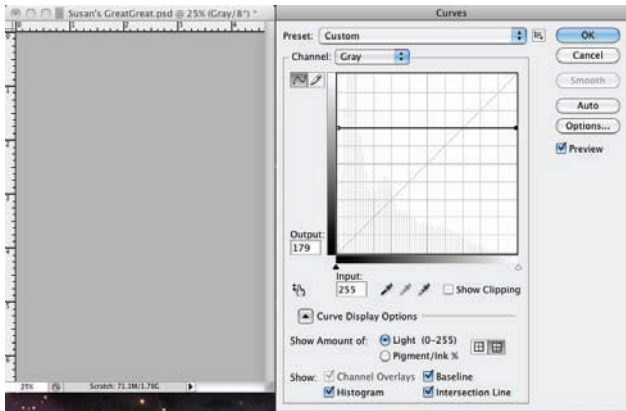 Susan's GreatGreat.psd @ 25% (Gray/8*) *
25%
Scratch: 71.1M/1.78G
Curves
Preset: Custom
Channel: Gray
Output:
179
Input:
255
Show Clipping
Curve Display Options
Show Amount of: Light (0-255)
Pigment/Ink %
Show: Channel Overlays Baseline
Histogram Intersection Line
OK
Cancel
Smooth
Auto
Options...
Preview